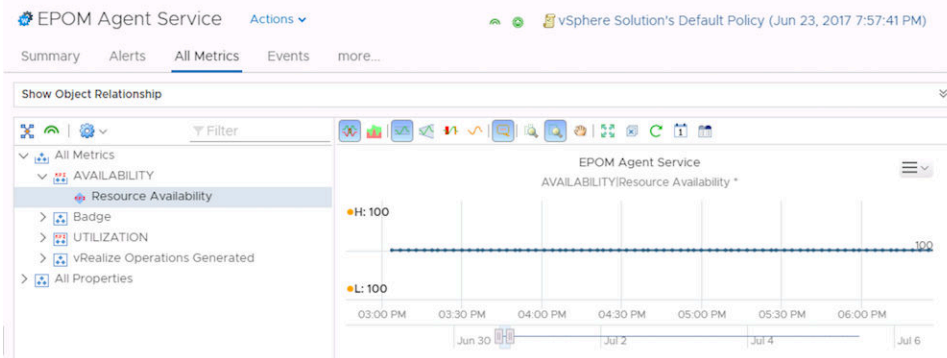 EPOM Agent Service Actions vSphere Solution's Default Policy (Jun 23, 2017 7:57:41 PM)
Summary Alerts All Metrics Events more...
Show Object Relationship
Filter
All Metrics
AVAILABILITY
Resource Availability
Badge
UTILIZATION
vRealize Operations Generated
All Properties
EPOM Agent Service
AVAILABILITY|Resource Availability *
H: 100
100
L: 100
03:00 PM 03:30 PM 04:00 PM 04:30 PM 05:00 PM 05:30 PM 06:00 PM
Jun 30 Jul 2 Jul 4 Jul 6